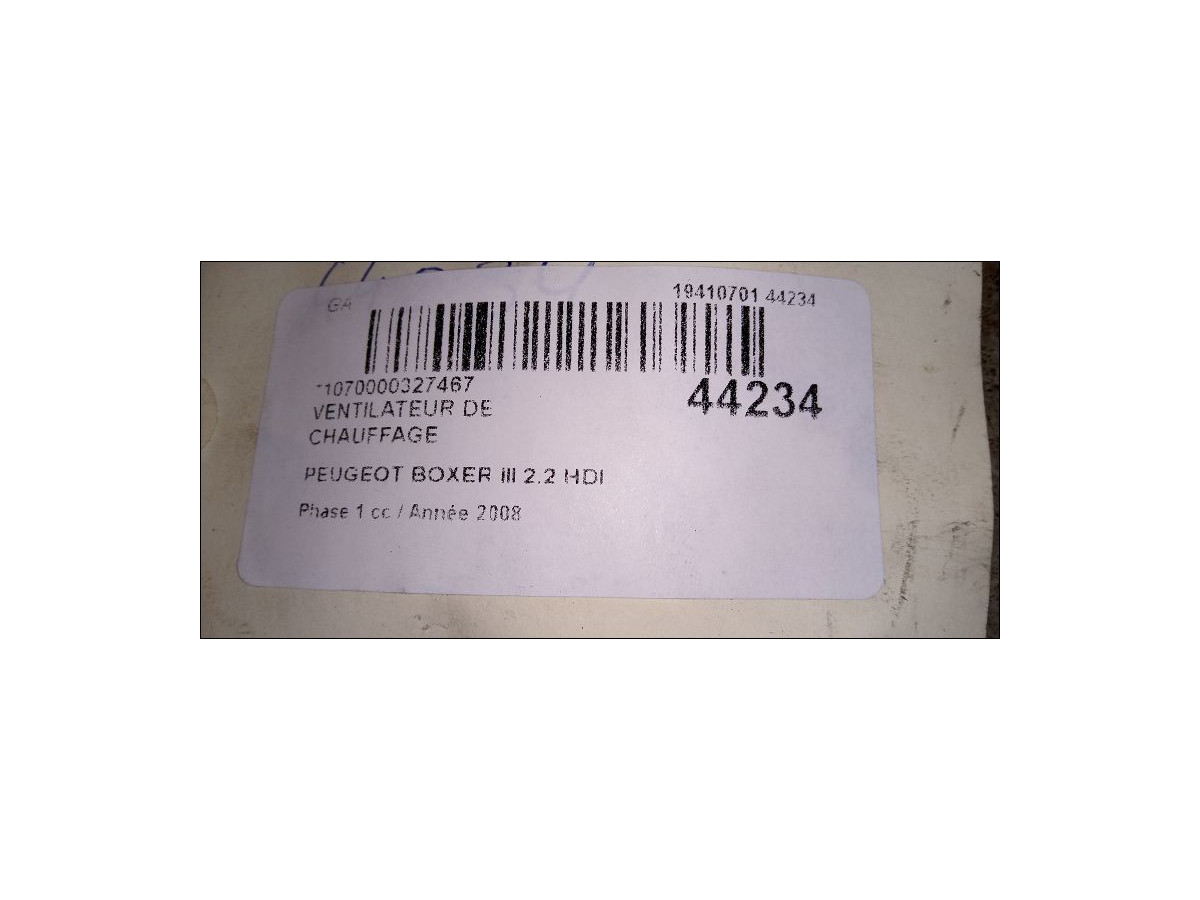 GA
19410701 44234
1070000327467
44234
VENTILATEUR DE
CHAUFFAGE
PEUGEOT BOXER III 2.2 HDI
Phase 1 cc / Année 2008